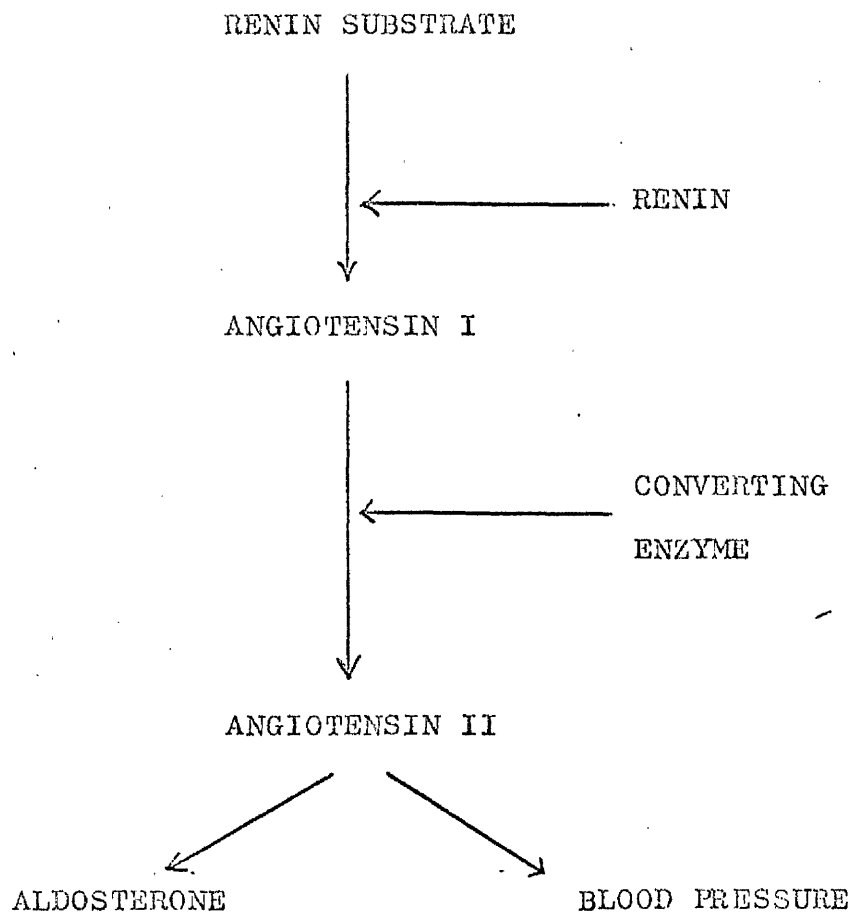 RENIN SUBSTRATE
RENIN
ANGIOTENSIN I
CONVERTING
ENZYME
ANGIOTENSIN II
ALDOSTERONE
BLOOD PRESSURE